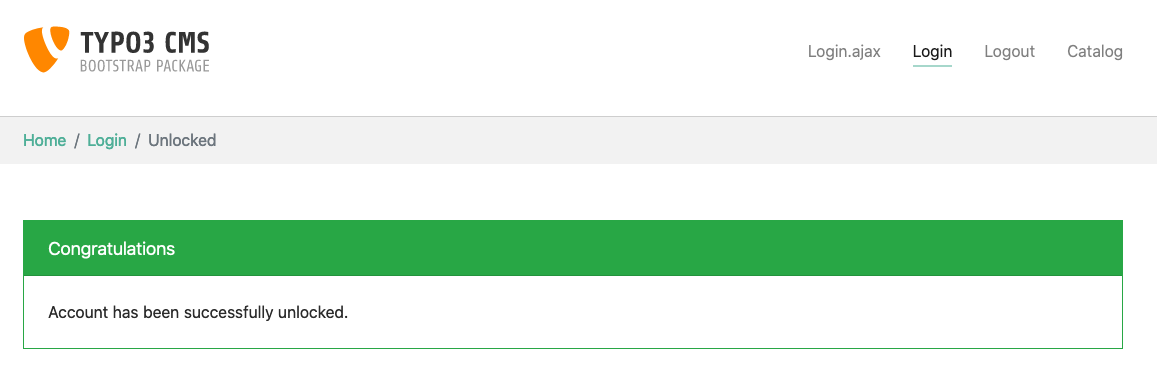 TYPO3 CMS
BOOTSTRAP PACKAGE
Login.ajax Login Logout Catalog
Home / Login / Unlocked
Congratulations
Account has been successfully unlocked.